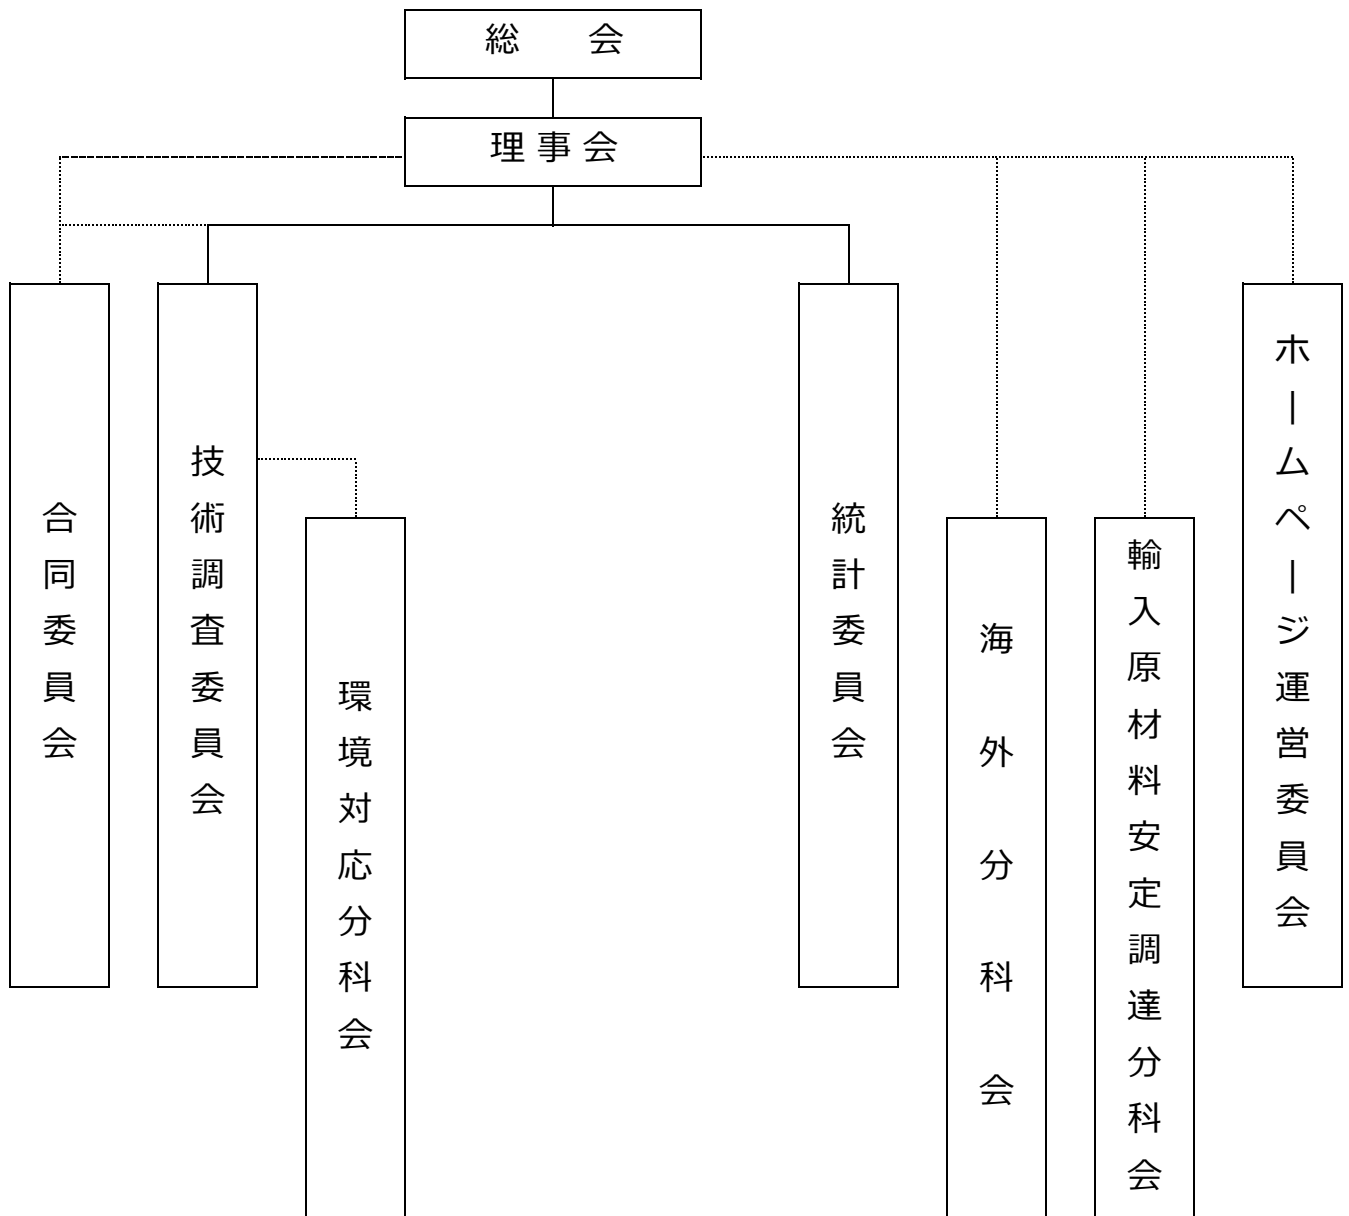 総　　会
理事会
合同委員会
技術調査委員会
環境対応分科会
統計委員会
海外分科会
輸入原材料安定調達分科会
ホームページ運営委員会